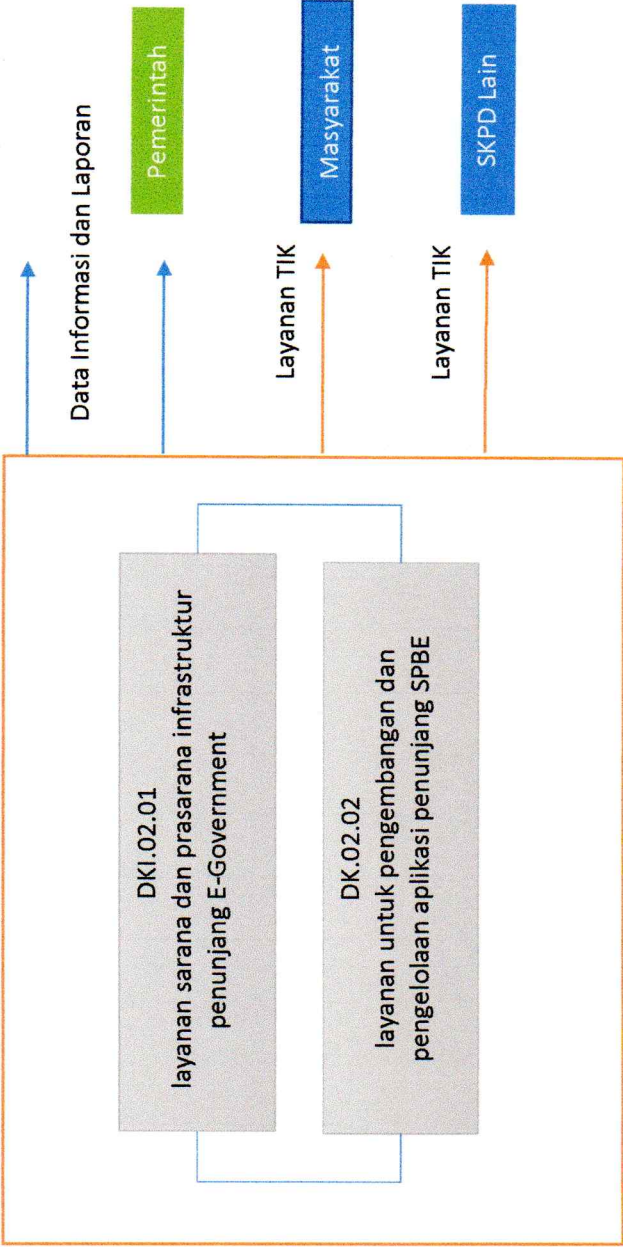 DKI.02.01
layanan sarana dan prasarana infrastruktur
penunjang E-Government
DK.02.02
layanan untuk pengembangan dan
pengelolaan aplikasi penunjang SPBE
Data Informasi dan Laporan
Pemerintah
Layanan TIK
Masyarakat
Layanan TIK
SKPD Lain